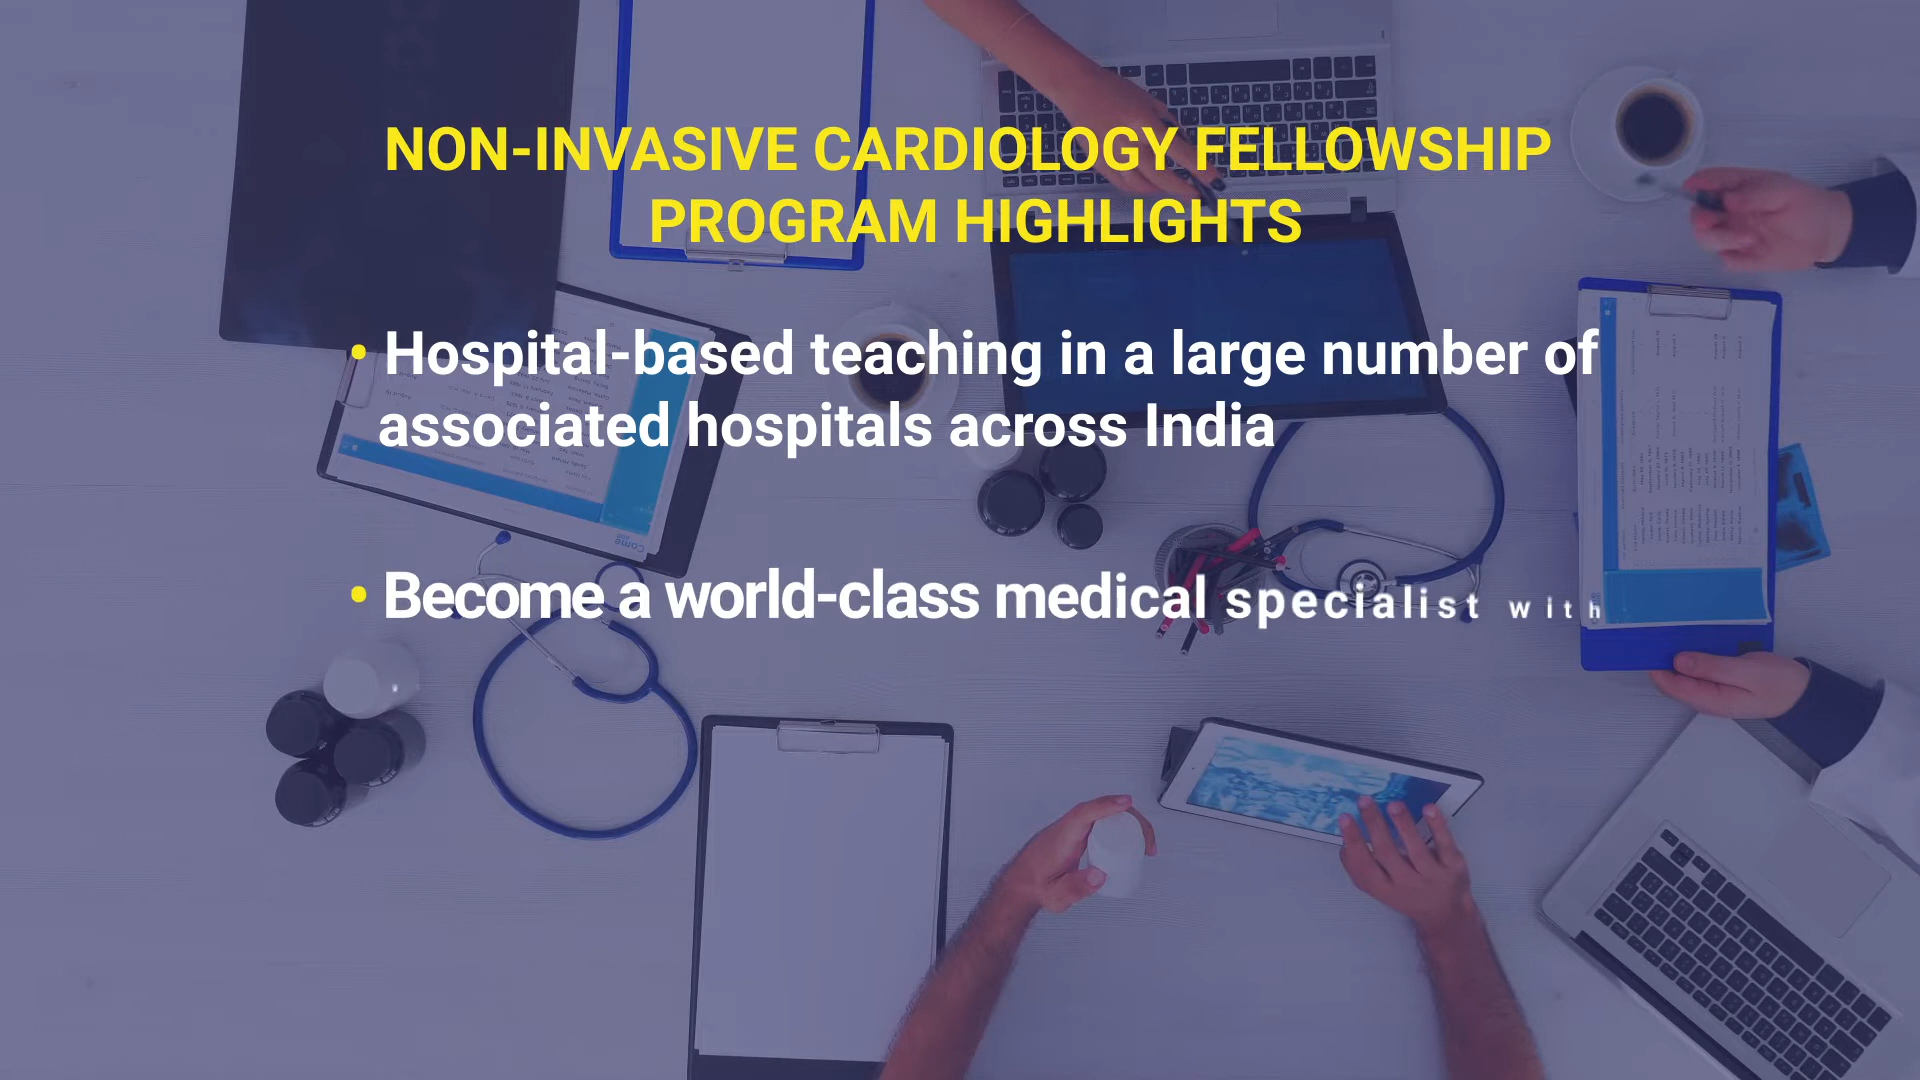 NON-INVASIVE CARDIOLOGY FELLOWSHIP
PROGRAM HIGHLIGHTS
• Hospital-based teaching in a large number of
associated hospitals across India
• Become a world-class medical specialist with